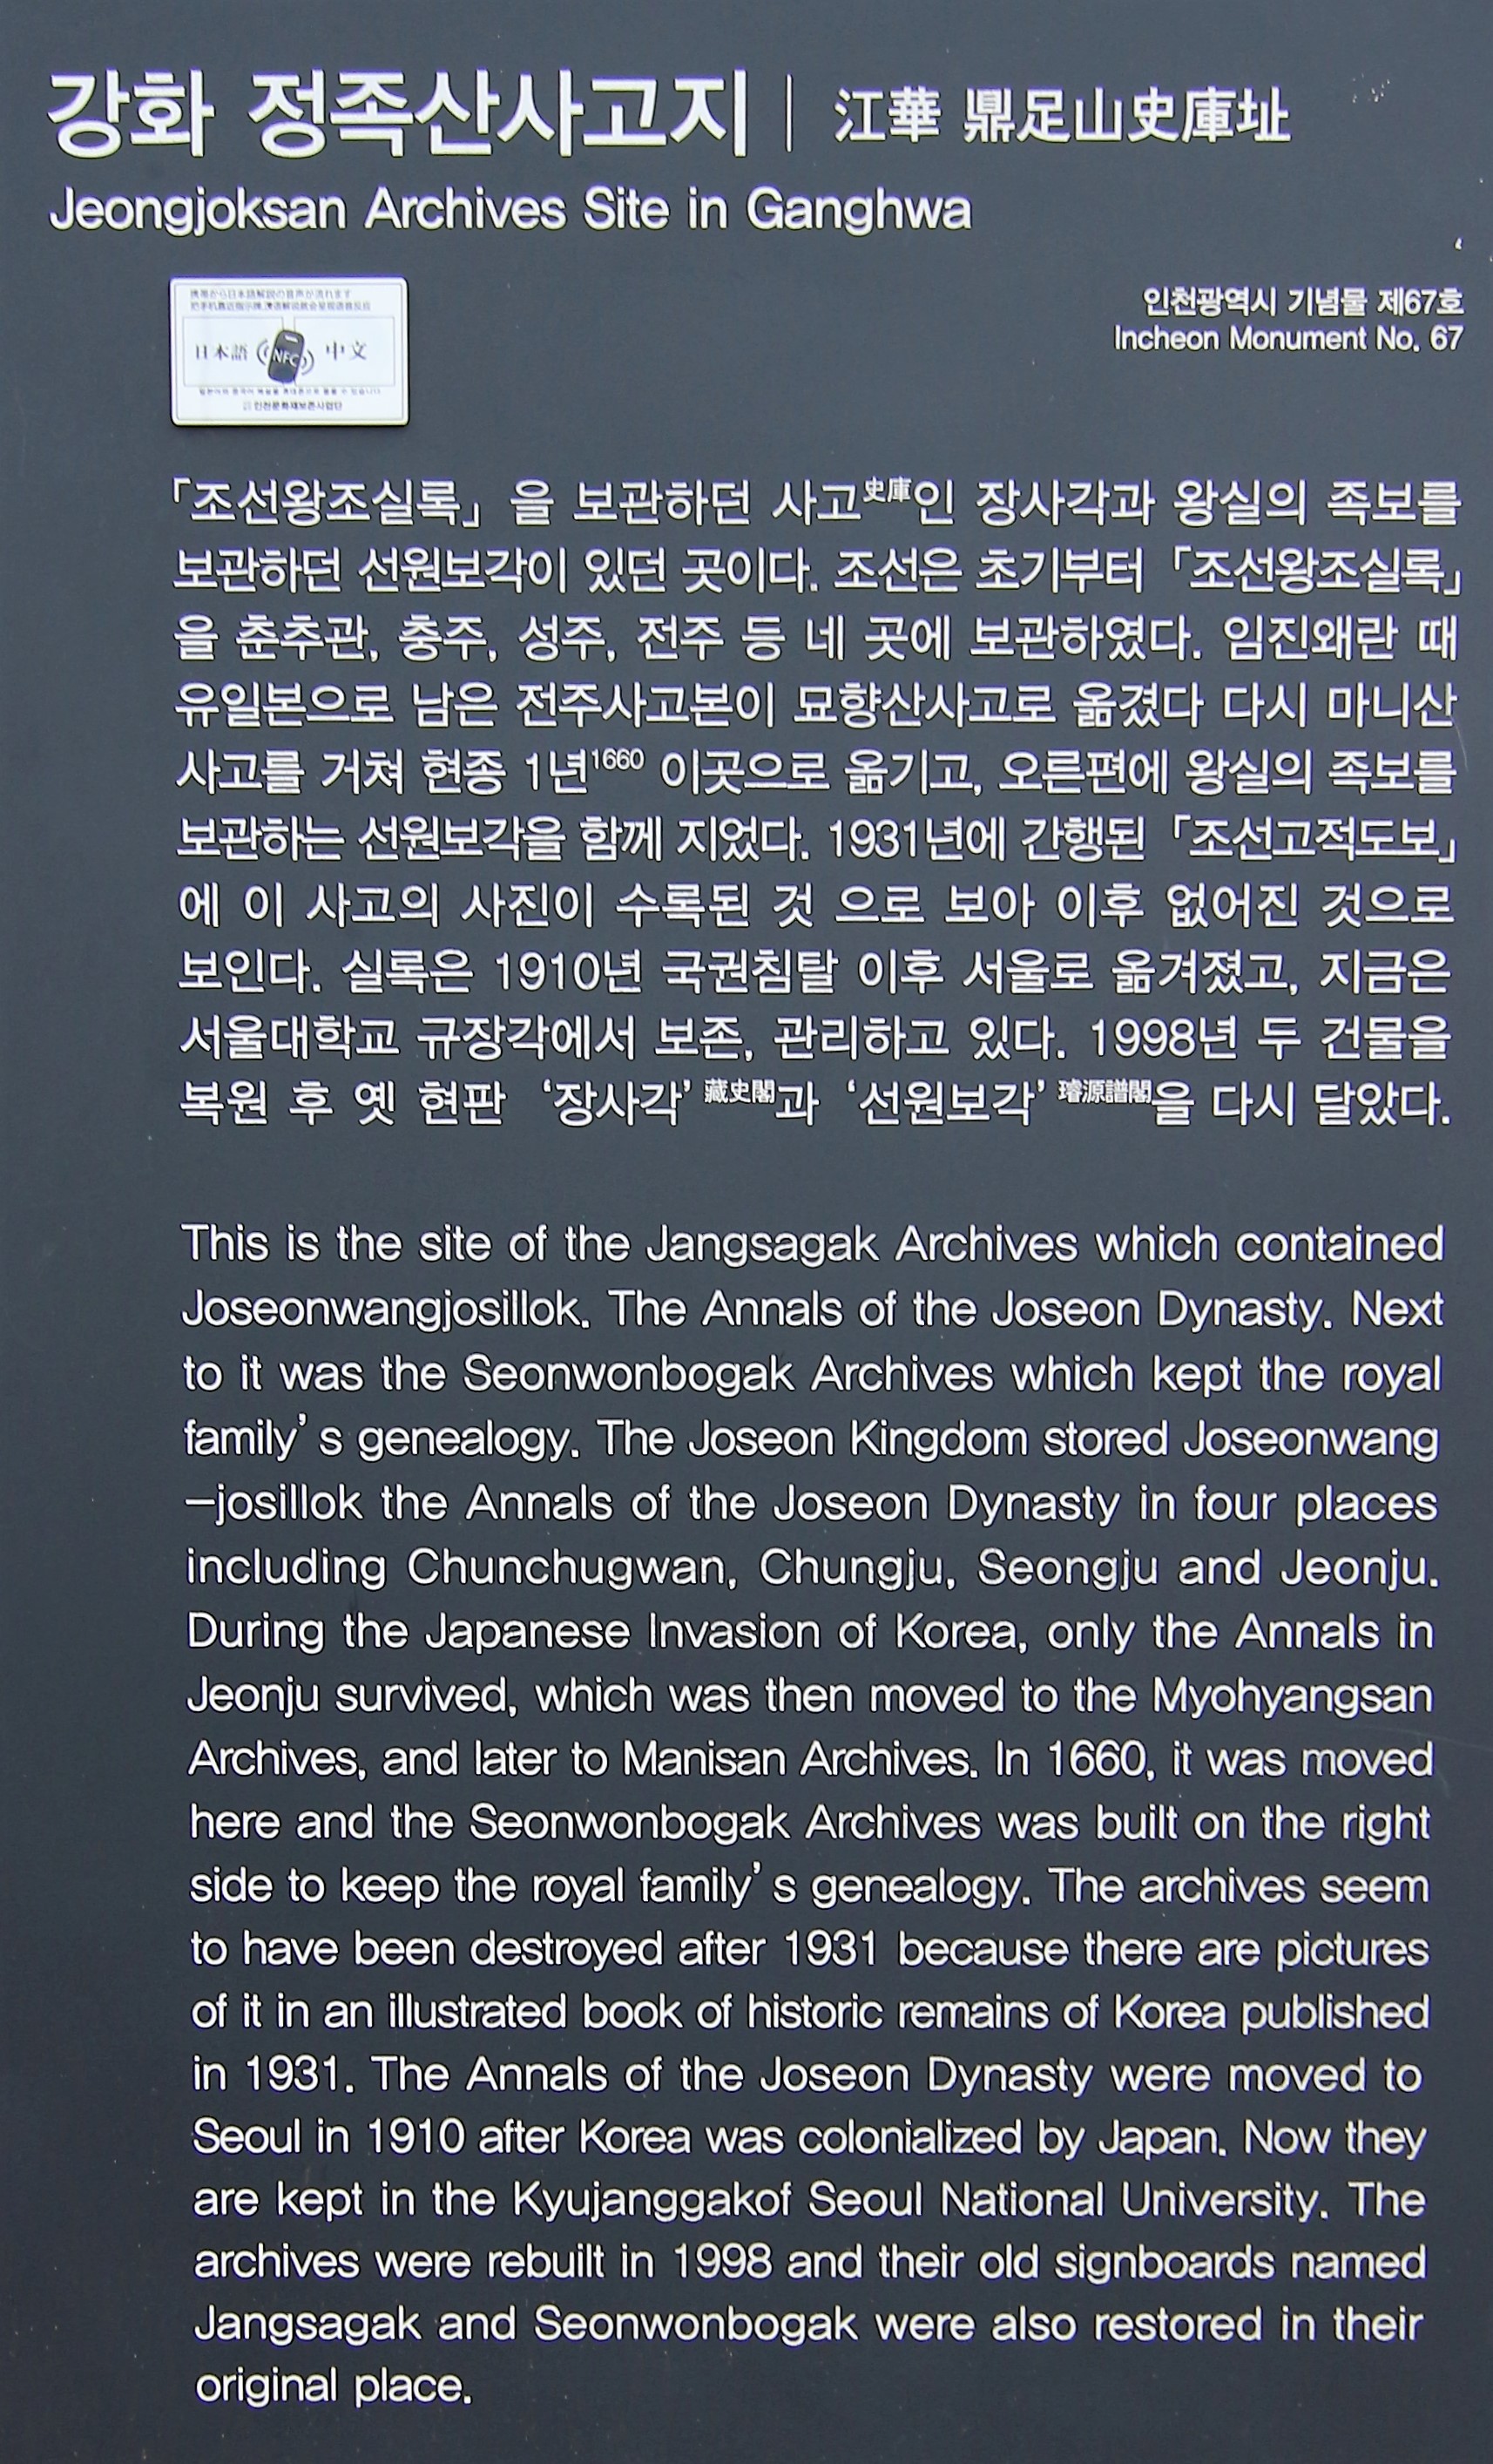 강화 정족산사고지 | 江華 鼎足山史庫址
Jeongjoksan Archives Site in Ganghwa
인천광역시 기념물 제67호
Incheon Monument No. 67
携帯から日本語解説の音声が流れます
日本語 NFC 中文
「조선왕조실록」 을 보관하던 사고史庫인 장사각과 왕실의 족보를
보관하던 선원보각이 있던 곳이다. 조선은 초기부터 「조선왕조실록」
을 춘추관, 충주, 성주, 전주 등 네 곳에 보관하였다. 임진왜란 때
유일본으로 남은 전주사고본이 묘향산사고로 옮겼다 다시 마니산
사고를 거쳐 현종 1년1660 이곳으로 옮기고, 오른편에 왕실의 족보를
보관하는 선원보각을 함께 지었다. 1931년에 간행된 「조선고적도보」
에 이 사고의 사진이 수록된 것 으로 보아 이후 없어진 것으로
보인다. 실록은 1910년 국권침탈 이후 서울로 옮겨졌고, 지금은
서울대학교 규장각에서 보존, 관리하고 있다. 1998년 두 건물을
복원 후 옛 현판 ‘장사각’ 藏史閣과 ‘선원보각’ 璿源譜閣을 다시 달았다.
This is the site of the Jangsagak Archives which contained
Joseonwangjosillok. The Annals of the Joseon Dynasty. Next
to it was the Seonwonbogak Archives which kept the royal
family’ s genealogy. The Joseon Kingdom stored Joseonwang
–josillok the Annals of the Joseon Dynasty in four places
including Chunchugwan, Chungju, Seongju and Jeonju.
During the Japanese Invasion of Korea, only the Annals in
Jeonju survived, which was then moved to the Myohyangsan
Archives, and later to Manisan Archives. In 1660, it was moved
here and the Seonwonbogak Archives was built on the right
side to keep the royal family’ s genealogy. The archives seem
to have been destroyed after 1931 because there are pictures
of it in an illustrated book of historic remains of Korea published
in 1931. The Annals of the Joseon Dynasty were moved to
Seoul in 1910 after Korea was colonialized by Japan. Now they
are kept in the Kyujanggakof Seoul National University. The
archives were rebuilt in 1998 and their old signboards named
Jangsagak and Seonwonbogak were also restored in their
original place.